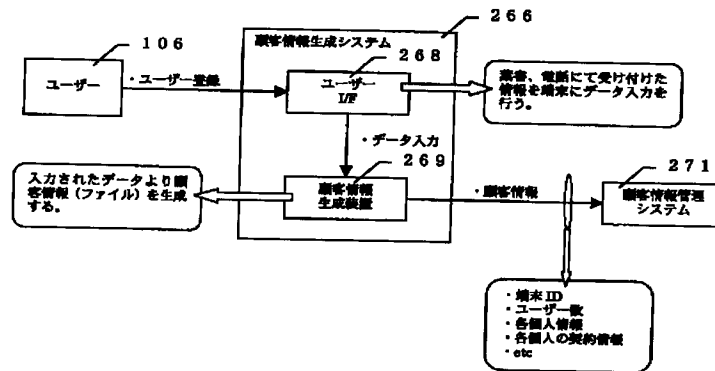 266
106
顧客情報生成システム
268
ユーザー
・ユーザー登録
ユーザー
I/F
葉書、電話にて受け付けた
情報を端末にデータ入力を
行う。
・データ入力
269
271
入力されたデータより顧
客情報(ファイル)を生成
する。
顧客情報
生成装置
・顧客情報
顧客情報管理
システム
・端末 ID
・ユーザー数
・各個人情報
・各個人の契約情報
・etc